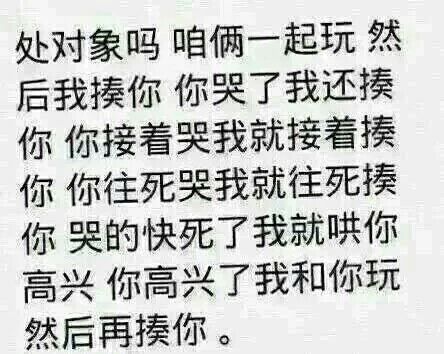 处对象吗 咱俩一起玩 然
后我揍你 你哭了我还揍
你 你接着哭我就接着揍
你 你往死哭我就往死揍
你 哭的快死了我就哄你
高兴 你高兴了我和你玩
然后再揍你 。